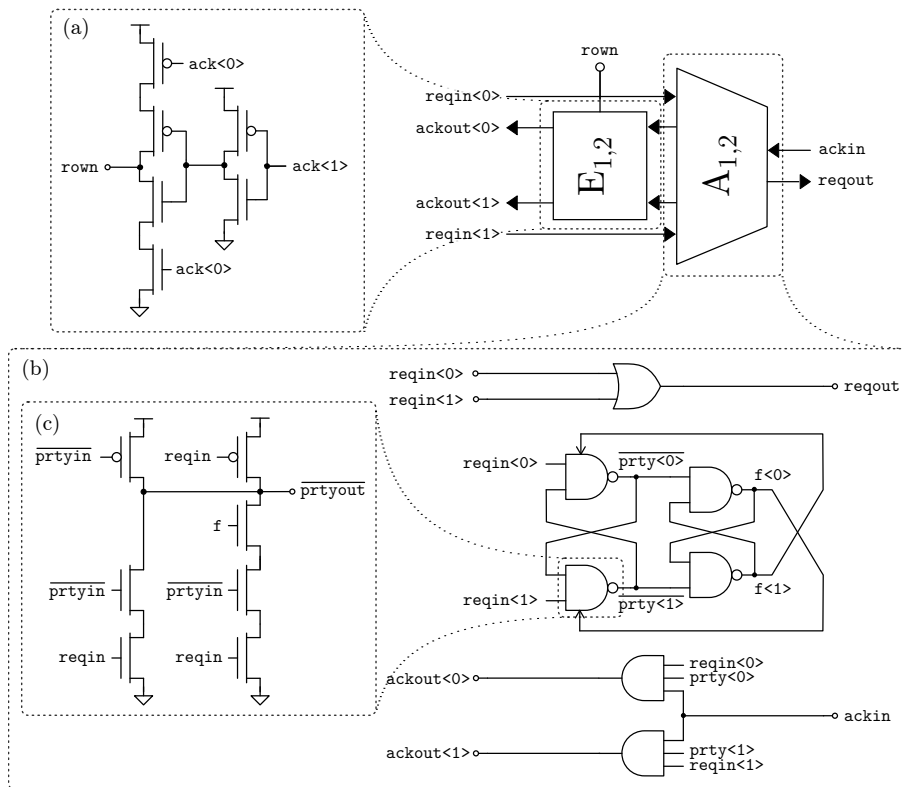 (a)
ack<0>
rown
ack<1>
ack<0>
rown
reqin<0>
ackout<0>
E1,2
A1,2
ackin
reqout
ackout<1>
reqin<1>
(b)
reqin<0>
reqin<1>
reqout
(c)
prtyin
reqin
prtyout
f
prtyin
prtyin
reqin
reqin
reqin<0>
prty<0>
f<0>
reqin<1>
prty<1>
f<1>
ackout<0>
reqin<0>
prty<0>
ackin
ackout<1>
prty<1>
reqin<1>